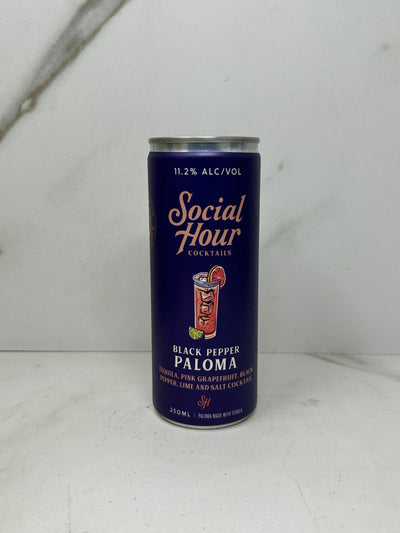 11.2% ALC/VOL
Social
Hour
COCKTAILS
BLACK PEPPER
PALOMA
TEQUILA, PINK GRAPEFRUIT, BLACK
PEPPER, LIME AND SALT COCKTAIL
SH
250ML | PALOMA MADE WITH TEQUILA